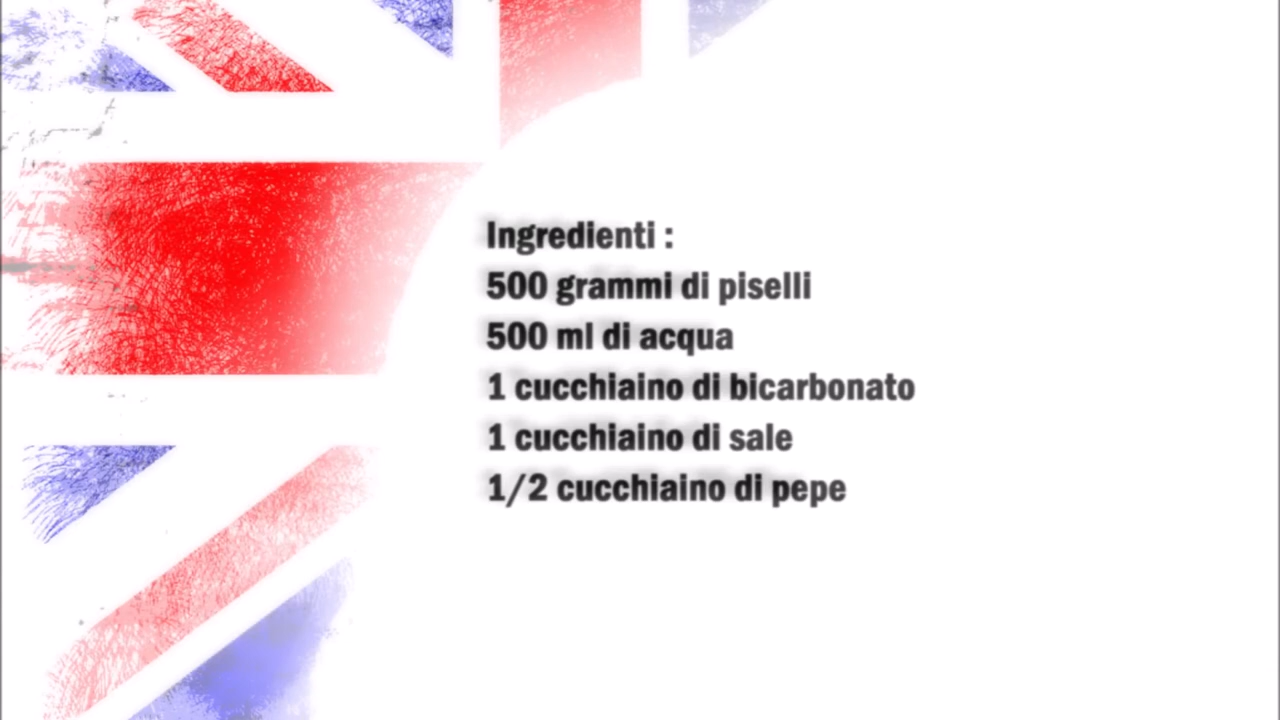 Ingredienti :
500 grammi di piselli
500 ml di acqua
1 cucchiaino di bicarbonato
1 cucchiaino di sale
1/2 cucchiaino di pepe